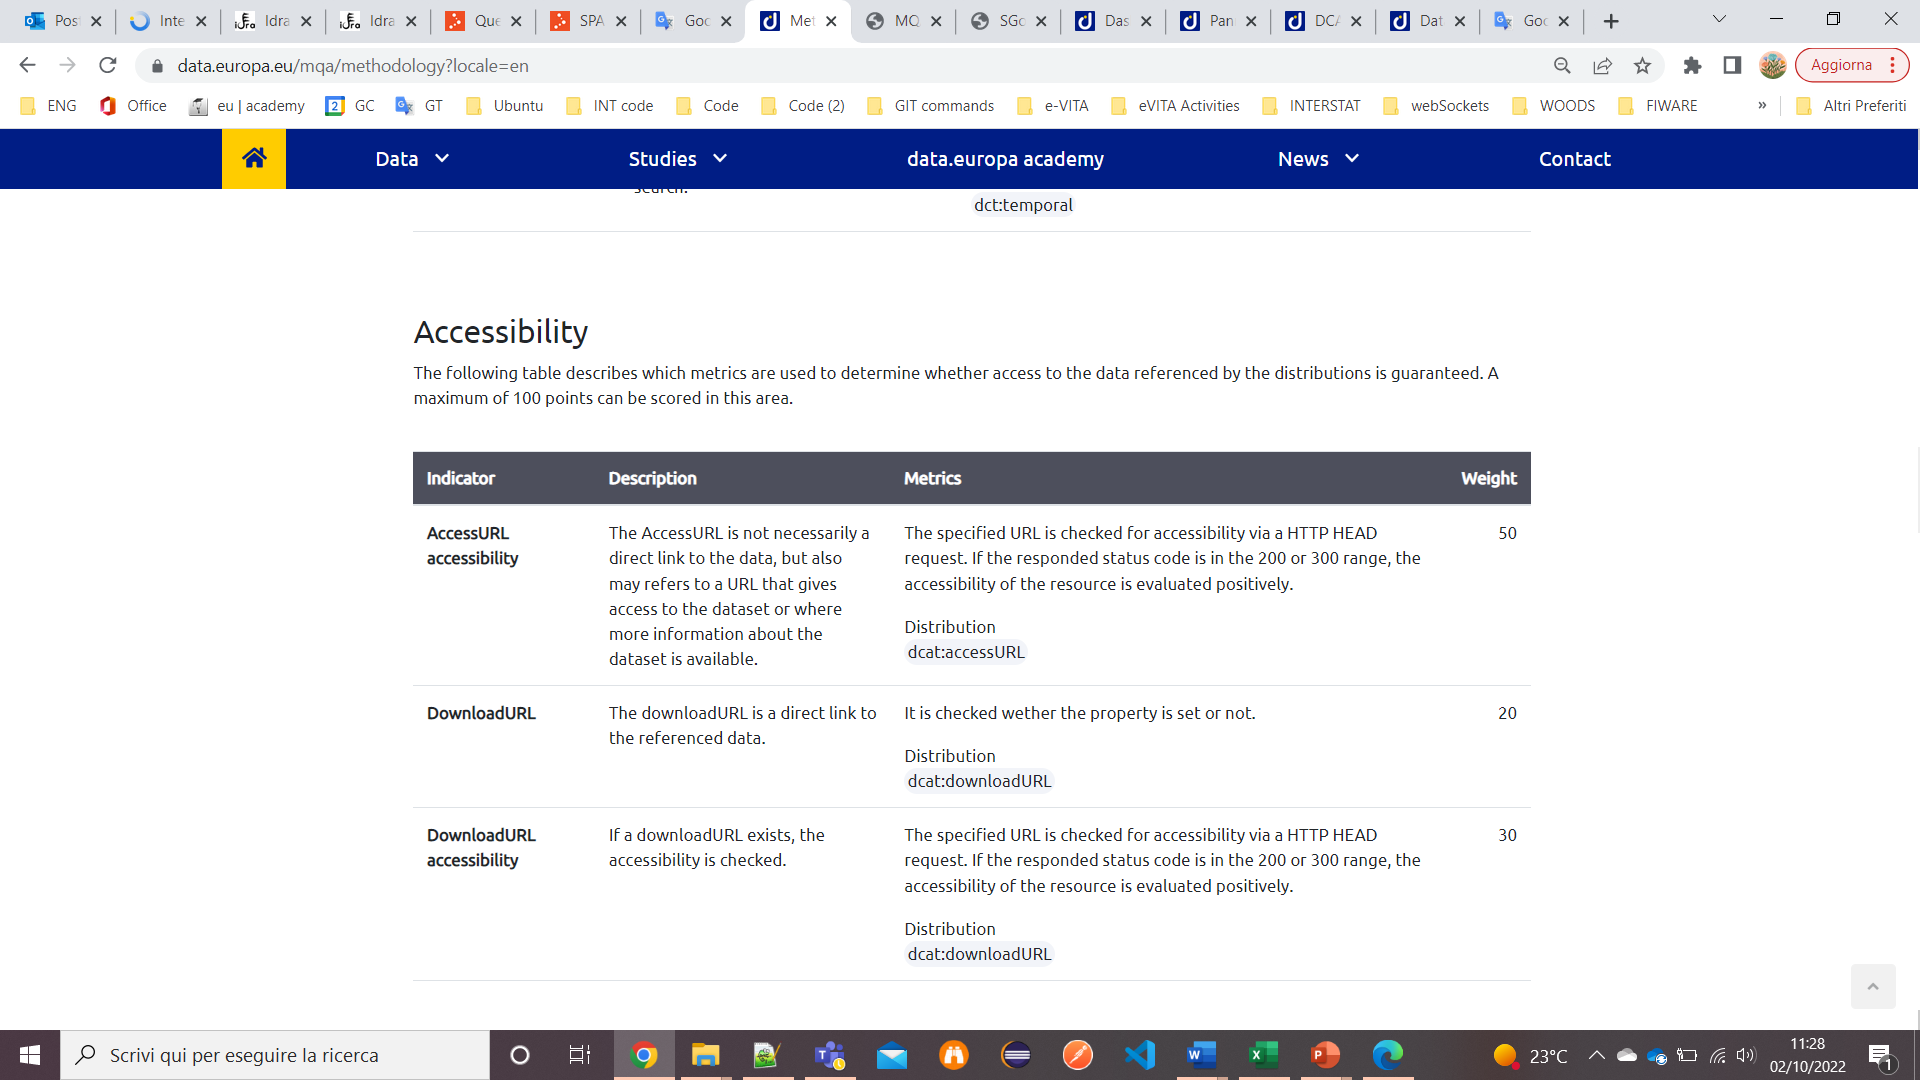 Pos
Inte
Idra
Idra
Que
SPA
Goo
Met
MQ
SGo
Das
Pan
DCA
Dat
Goo
data.europa.eu/mqa/methodology?locale=en
Aggiorna
ENG
Office
eu | academy
2
GC
GT
Ubuntu
INT code
Code
Code (2)
GIT commands
e-VITA
eVITA Activities
INTERSTAT
webSockets
WOODS
FIWARE
»
Altri Preferiti
Data
Studies
data.europa academy
News
Contact
search.
dct:temporal
Accessibility
The following table describes which metrics are used to determine whether access to the data referenced by the distributions is guaranteed. A
maximum of 100 points can be scored in this area.
Indicator
Description
Metrics
Weight
AccessURL
accessibility
The AccessURL is not necessarily a
direct link to the data, but also
may refers to a URL that gives
access to the dataset or where
more information about the
dataset is available.
The specified URL is checked for accessibility via a HTTP HEAD
request. If the responded status code is in the 200 or 300 range, the
accessibility of the resource is evaluated positively.
Distribution
dcat:accessURL
50
DownloadURL
The downloadURL is a direct link to
the referenced data.
It is checked wether the property is set or not.
Distribution
dcat:downloadURL
20
DownloadURL
accessibility
If a downloadURL exists, the
accessibility is checked.
The specified URL is checked for accessibility via a HTTP HEAD
request. If the responded status code is in the 200 or 300 range, the
accessibility of the resource is evaluated positively.
Distribution
dcat:downloadURL
30
Scrivi qui per eseguire la ricerca
23°C
11:28
02/10/2022
1